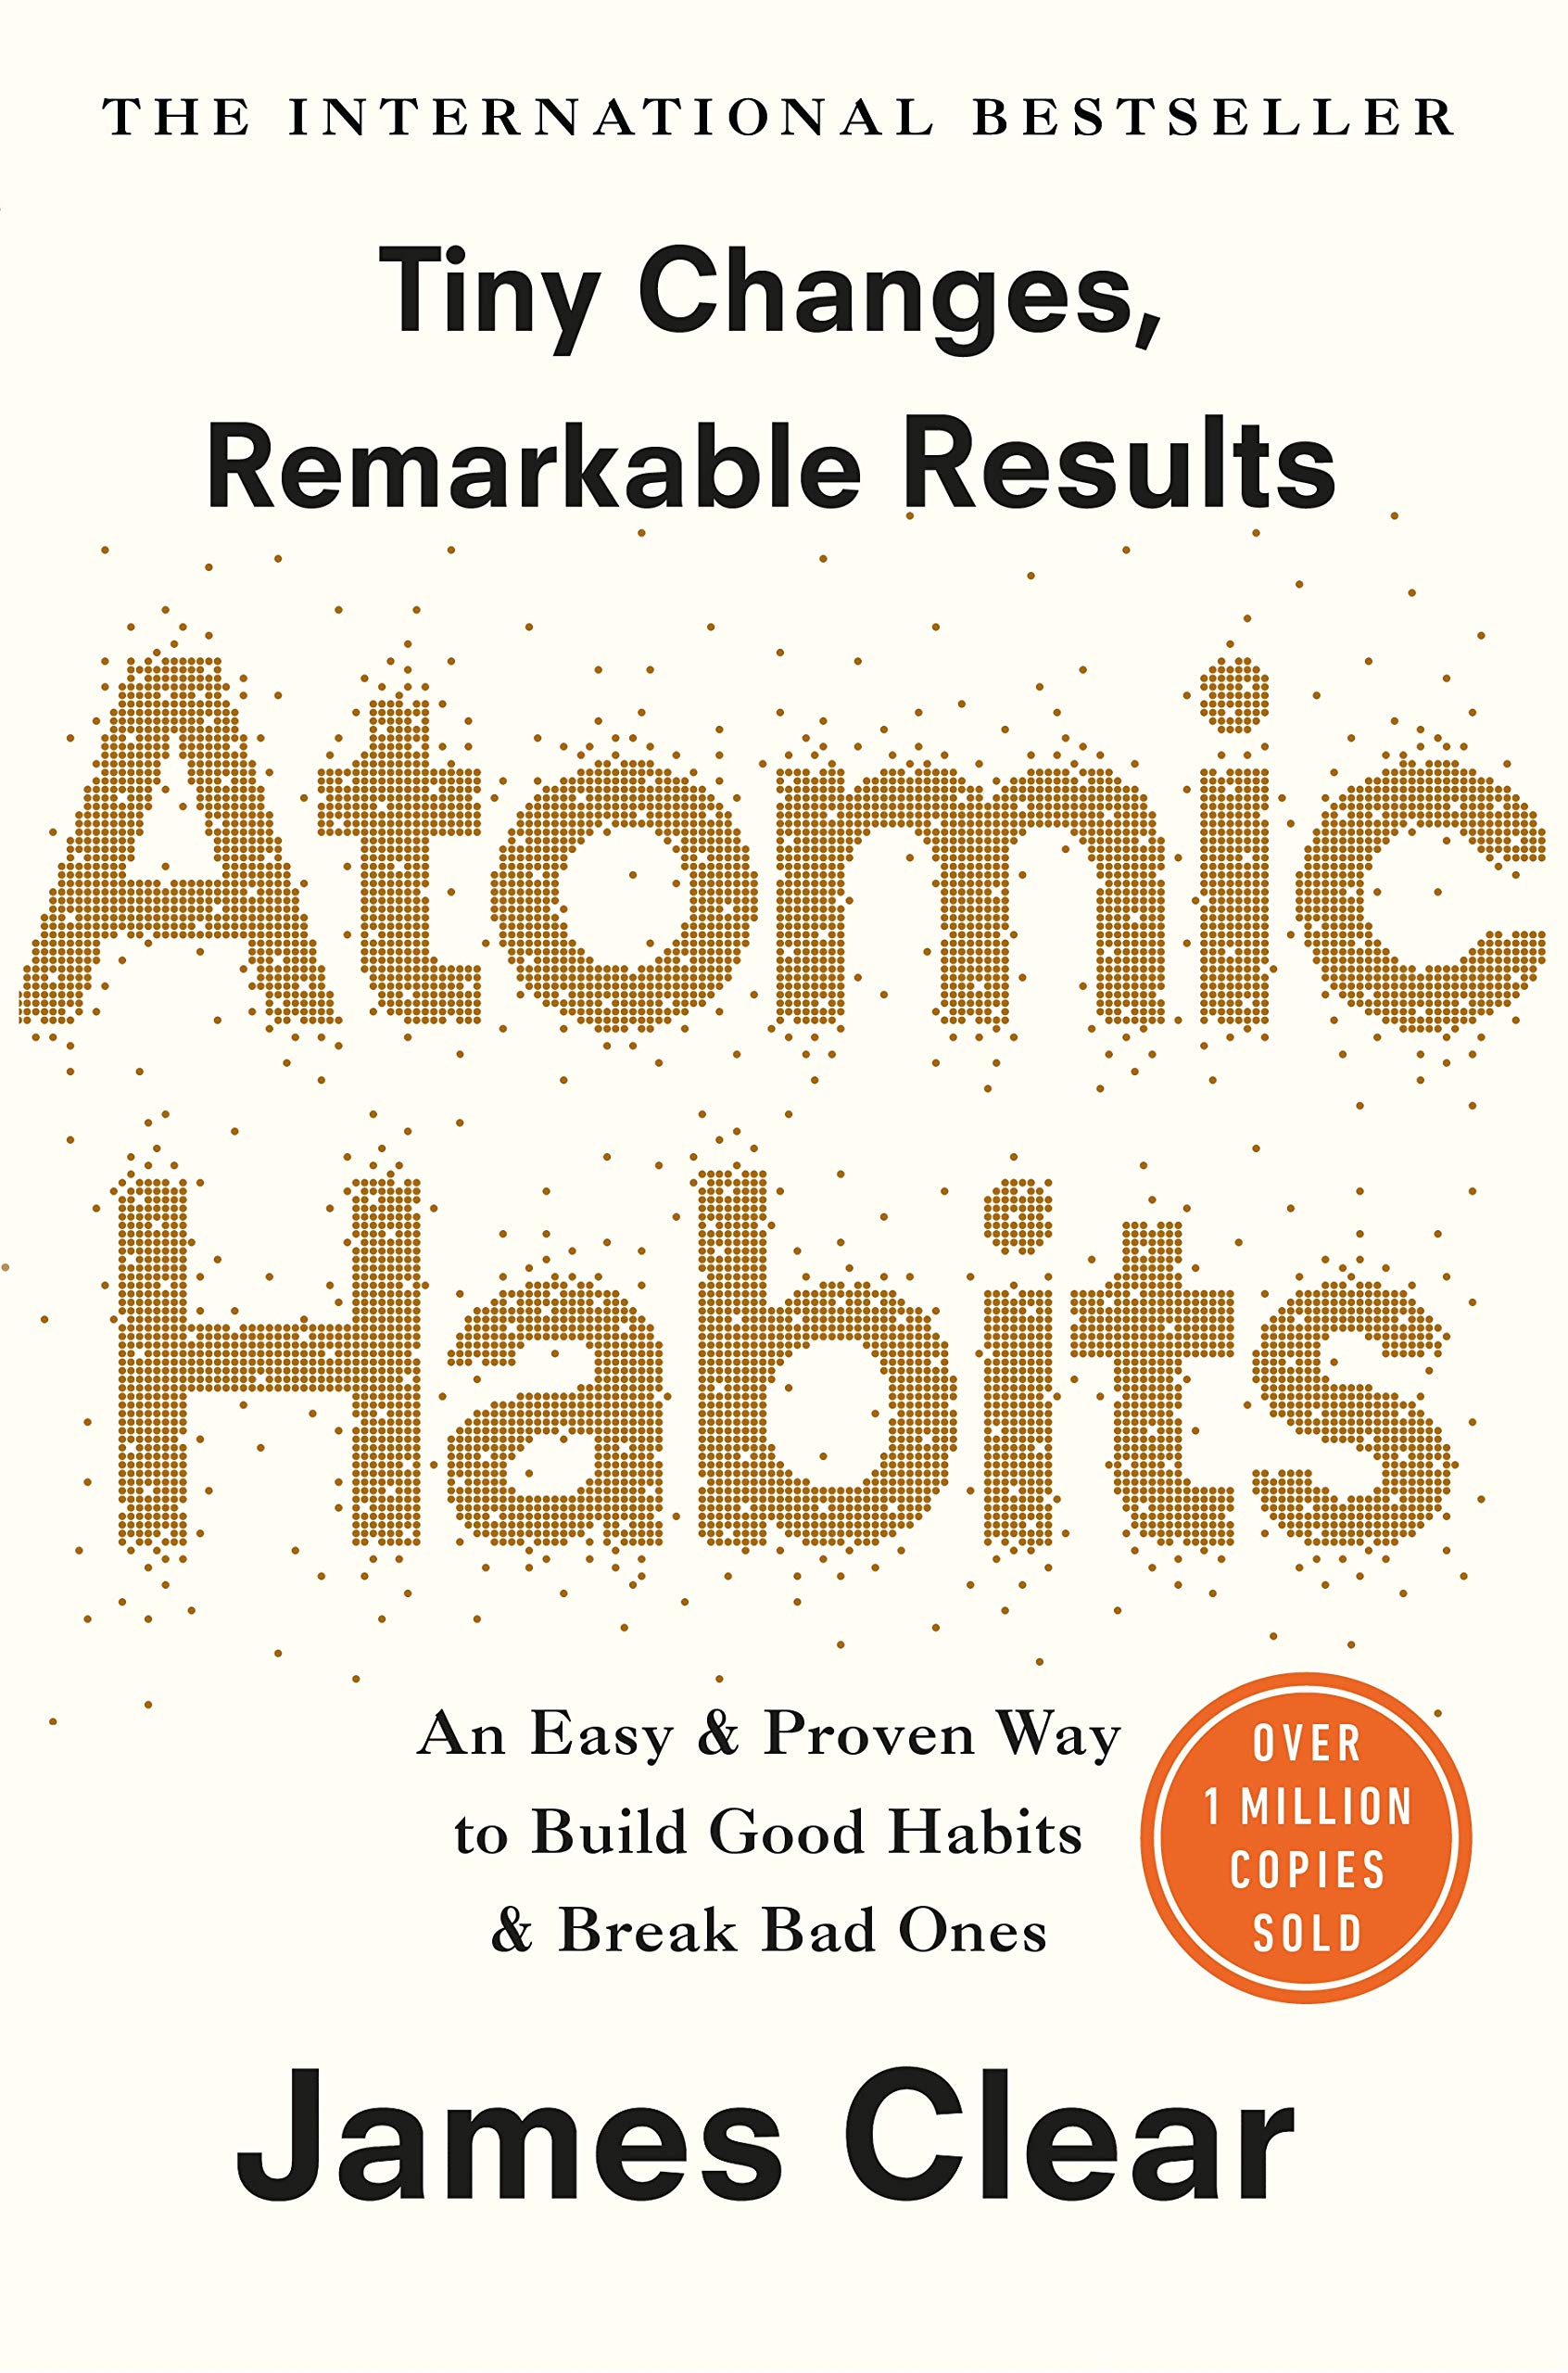 THE INTERNATIONAL BESTSELLER
Tiny Changes,
Remarkable Results
Atomic
Habits
An Easy & Proven Way
to Build Good Habits
& Break Bad Ones
OVER
1 MILLION
COPIES
SOLD
James Clear